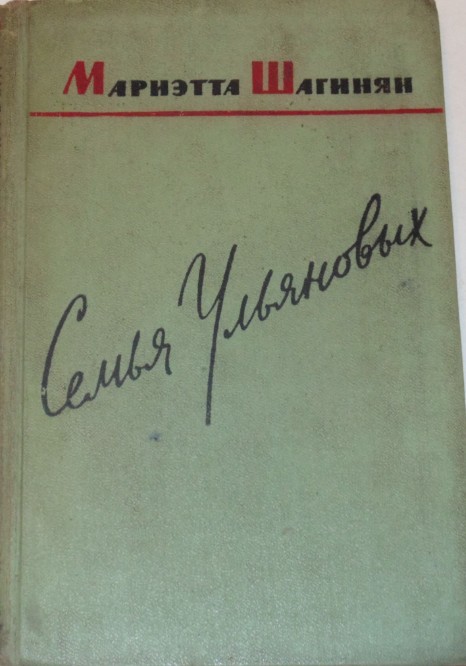 Мариэтта Шагинян
Семья Ульяновых